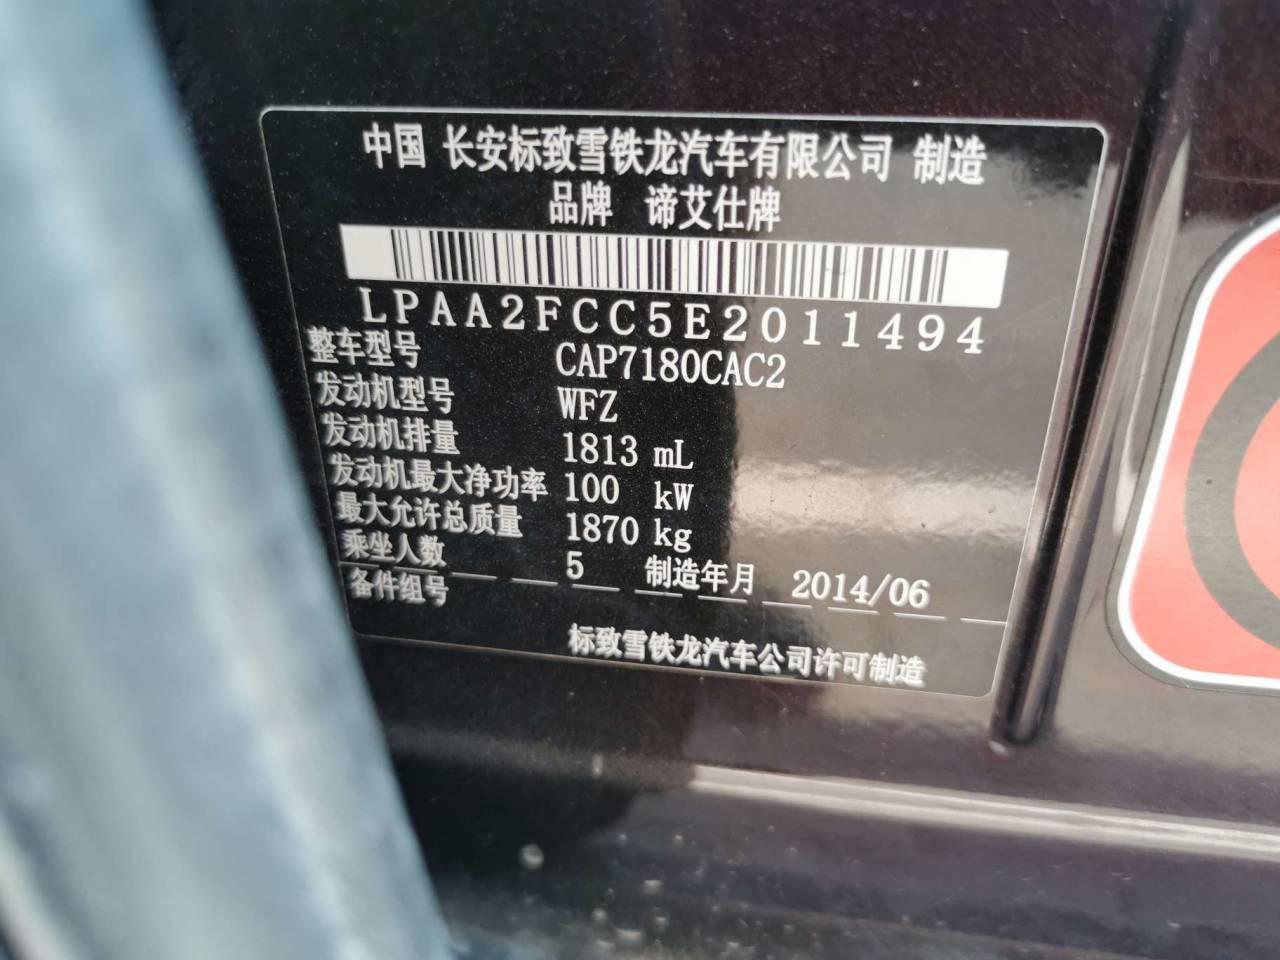 中国 长安标致雪铁龙汽车有限公司 制造
品牌 谛艾仕牌
LPAA2FCC5E2011494
整车型号 CAP7180CAC2
发动机型号 WFZ
发动机排量 1813 mL
发动机最大净功率 100 kW
最大允许总质量 1870 kg
乘坐人数 5 制造年月 2014/06
备件组号
标致雪铁龙汽车公司许可制造